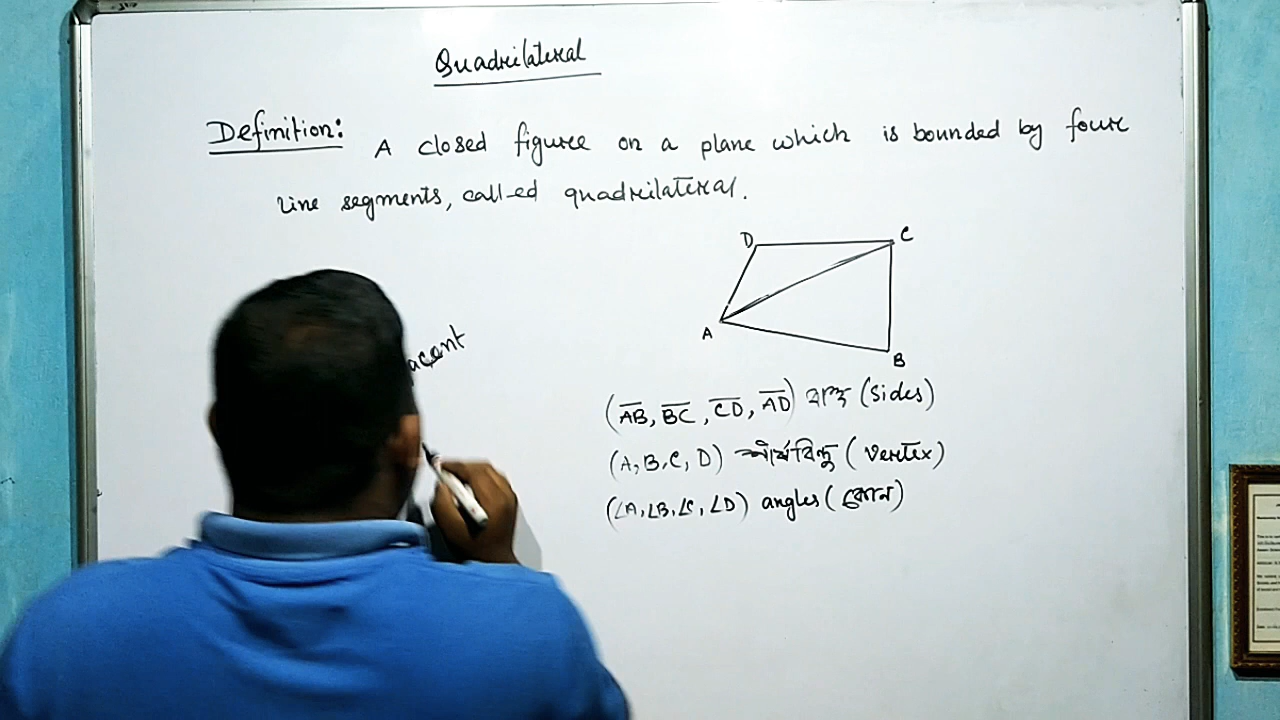 Quadrilateral
Definition: A closed figure on a plane which is bounded by four
line segments, called quadrilateral.
D
C
A
B
acent
(AB, BC, CD, AD) বাহু (Sides)
(A, B, C, D) শীর্ষবিন্দু (Vertex)
(∠A, ∠B, ∠C, ∠D) angles (কোন)